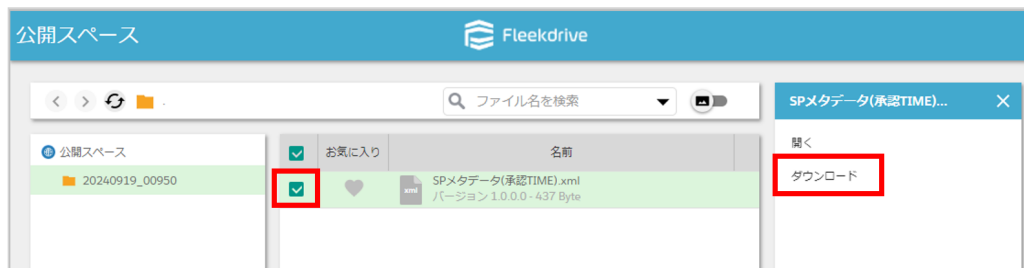 公開スペース
Fleekdrive
.
ファイル名を検索
SPメタデータ(承認TIME)...
公開スペース
お気に入り
名前
開く
20240919_00950
xml
SPメタデータ(承認TIME).xml
バージョン 1.0.0.0 - 437 Byte
ダウンロード